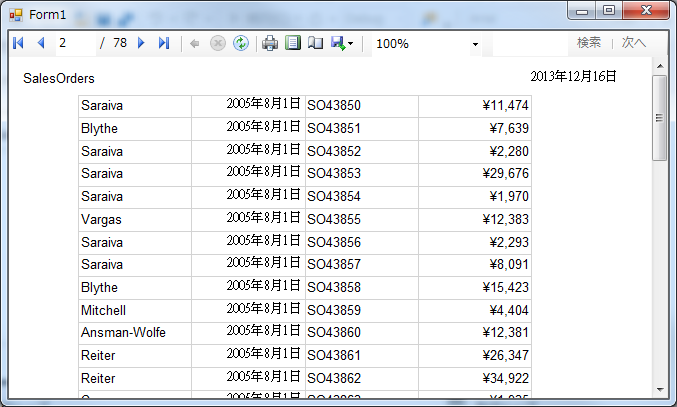 Form1
2 / 78 100% 検索 | 次へ
2013年12月16日
SalesOrders
Saraiva 2005年8月1日 SO43850 ¥11,474
Blythe 2005年8月1日 SO43851 ¥7,639
Saraiva 2005年8月1日 SO43852 ¥2,280
Saraiva 2005年8月1日 SO43853 ¥29,676
Saraiva 2005年8月1日 SO43854 ¥1,970
Vargas 2005年8月1日 SO43855 ¥12,383
Saraiva 2005年8月1日 SO43856 ¥2,293
Saraiva 2005年8月1日 SO43857 ¥8,091
Blythe 2005年8月1日 SO43858 ¥15,423
Mitchell 2005年8月1日 SO43859 ¥4,404
Ansman-Wolfe 2005年8月1日 SO43860 ¥12,381
Reiter 2005年8月1日 SO43861 ¥26,347
Reiter 2005年8月1日 SO43862 ¥34,922